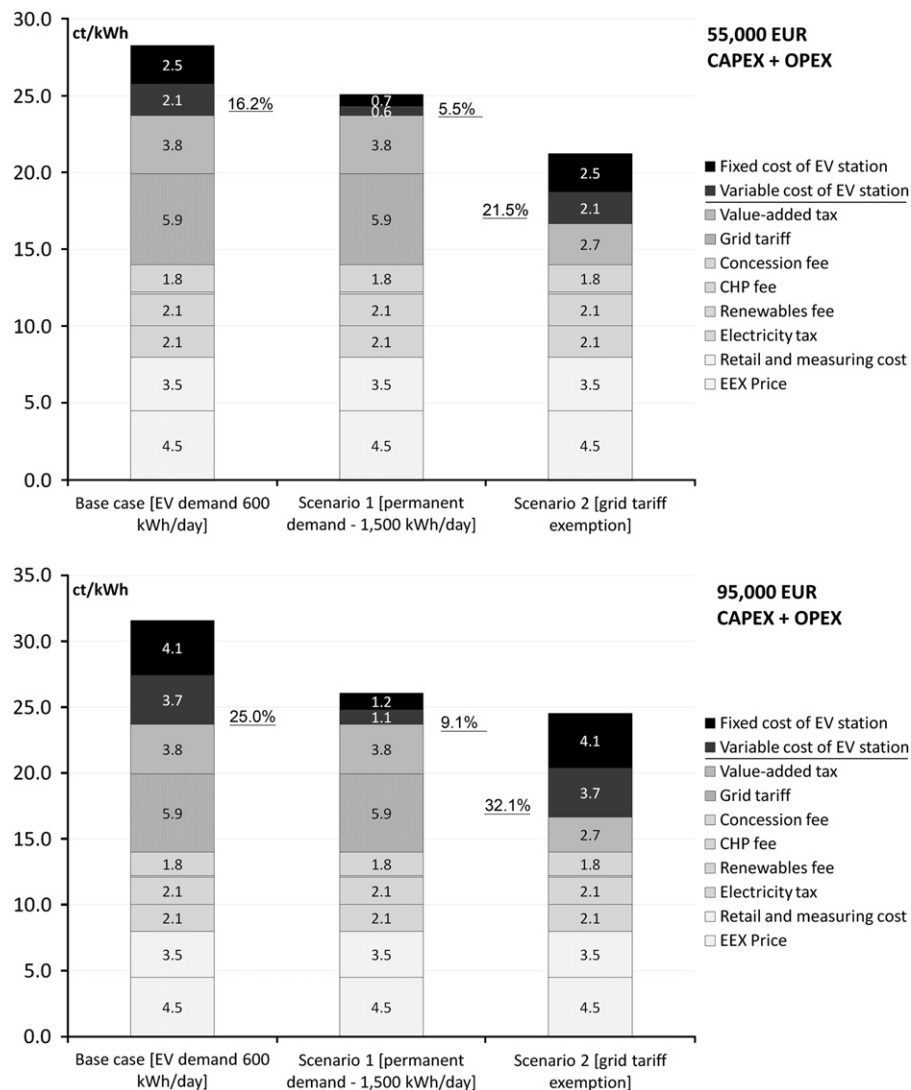 30.0
25.0
20.0
15.0
10.0
5.0
0.0
ct/kWh
55,000 EUR
CAPEX + OPEX
2.5
2.1
3.8
5.9
1.8
2.1
2.1
3.5
4.5
16.2%
0.7
0.6
3.8
5.9
1.8
2.1
2.1
3.5
4.5
5.5%
21.5%
2.5
2.1
2.7
1.8
2.1
2.1
3.5
4.5
Fixed cost of EV station
Variable cost of EV station
Value-added tax
Grid tariff
Concession fee
CHP fee
Renewables fee
Electricity tax
Retail and measuring cost
EEX Price
Base case [EV demand 600
kWh/day]
Scenario 1 [permanent
demand - 1,500 kWh/day]
Scenario 2 [grid tariff
exemption]
35.0
30.0
25.0
20.0
15.0
10.0
5.0
0.0
ct/kWh
95,000 EUR
CAPEX + OPEX
4.1
3.7
3.8
5.9
1.8
2.1
2.1
3.5
4.5
25.0%
1.2
1.1
3.8
5.9
1.8
2.1
2.1
3.5
4.5
9.1%
32.1%
4.1
3.7
2.7
1.8
2.1
2.1
3.5
4.5
Fixed cost of EV station
Variable cost of EV station
Value-added tax
Grid tariff
Concession fee
CHP fee
Renewables fee
Electricity tax
Retail and measuring cost
EEX Price
Base case [EV demand 600
kWh/day]
Scenario 1 [permanent
demand - 1,500 kWh/day]
Scenario 2 [grid tariff
exemption]